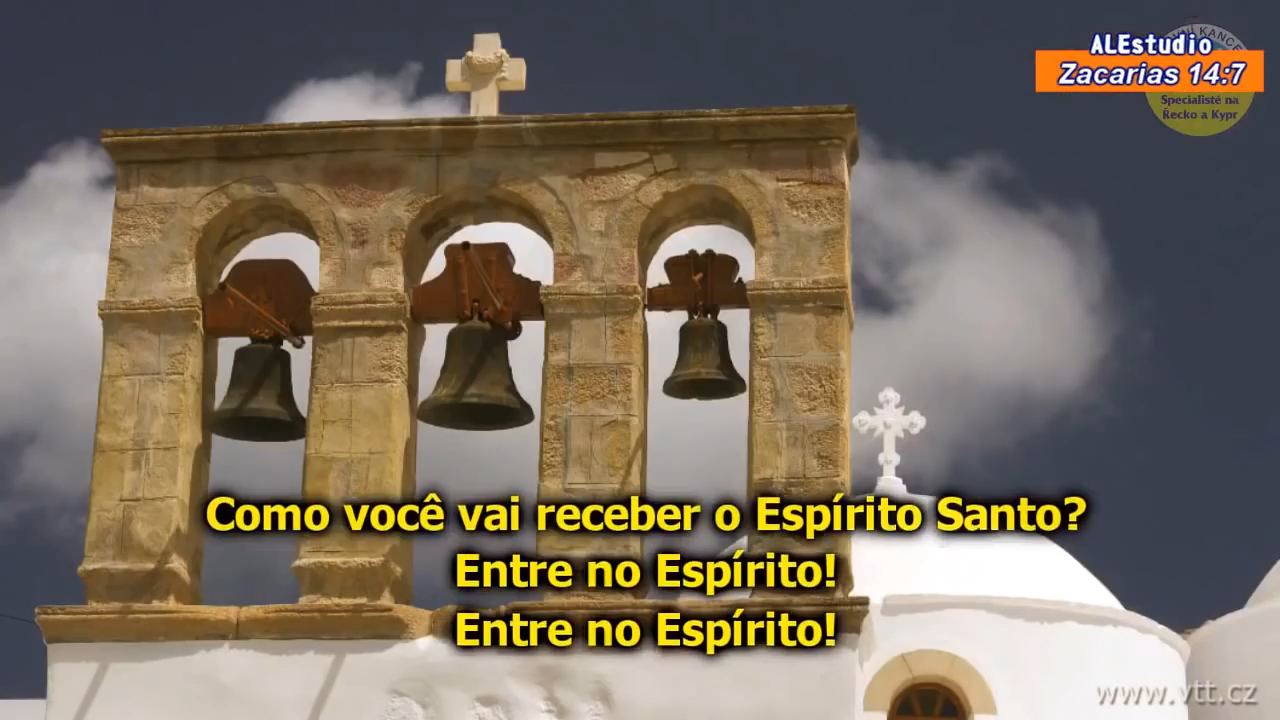 ALEstudio
Zacarias 14:7
Specialisté na
Řecko a Kypr
Como você vai receber o Espírito Santo?
Entre no Espírito!
Entre no Espírito!
www.vtt.cz